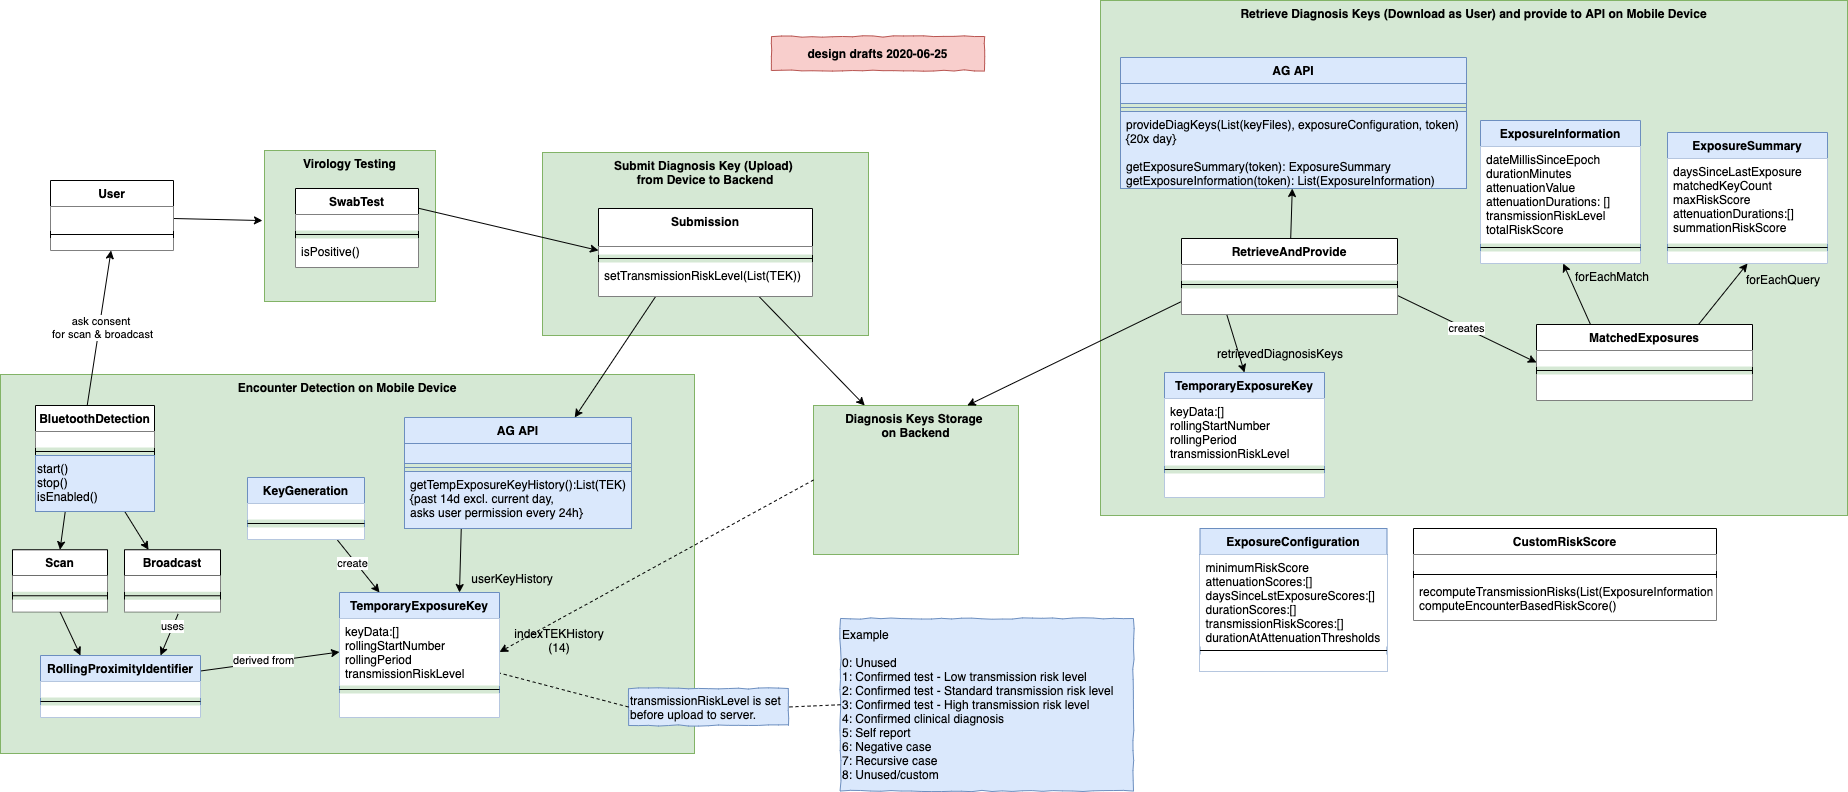 Retrieve Diagnosis Keys (Download as User) and provide to API on Mobile Device
design drafts 2020-06-25
AG API
provideDiagKeys(List(keyFiles), exposureConfiguration, token)
{20x day}
getExposureSummary(token): ExposureSummary
getExposureInformation(token): List(ExposureInformation)
ExposureInformation
dateMillisSinceEpoch
durationMinutes
attenuationValue
attenuationDurations: []
transmissionRiskLevel
totalRiskScore
ExposureSummary
daysSinceLastExposure
matchedKeyCount
maxRiskScore
attenuationDurations:[]
summationRiskScore
Virology Testing
SwabTest
isPositive()
Submit Diagnosis Key (Upload)
from Device to Backend
Submission
setTransmissionRiskLevel(List(TEK))
User
ask consent
for scan & broadcast
RetrieveAndProvide
forEachMatch
forEachQuery
creates
MatchedExposures
retrievedDiagnosisKeys
TemporaryExposureKey
keyData:[]
rollingStartNumber
rollingPeriod
transmissionRiskLevel
Encounter Detection on Mobile Device
BluetoothDetection
start()
stop()
isEnabled()
AG API
getTempExposureKeyHistory():List(TEK)
{past 14d excl. current day,
asks user permission every 24h}
Diagnosis Keys Storage
on Backend
KeyGeneration
create
userKeyHistory
Scan
Broadcast
uses
RollingProximityIdentifier
derived from
TemporaryExposureKey
keyData:[]
rollingStartNumber
rollingPeriod
transmissionRiskLevel
indexTEKHistory
(14)
transmissionRiskLevel is set
before upload to server.
Example
0: Unused
1: Confirmed test - Low transmission risk level
2: Confirmed test - Standard transmission risk level
3: Confirmed test - High transmission risk level
4: Confirmed clinical diagnosis
5: Self report
6: Negative case
7: Recursive case
8: Unused/custom
ExposureConfiguration
minimumRiskScore
attenuationScores:[]
daysSinceLstExposureScores:[]
durationScores:[]
transmissionRiskScores:[]
durationAtAttenuationThresholds
CustomRiskScore
recomputeTransmissionRisks(List(ExposureInformation
computeEncounterBasedRiskScore()